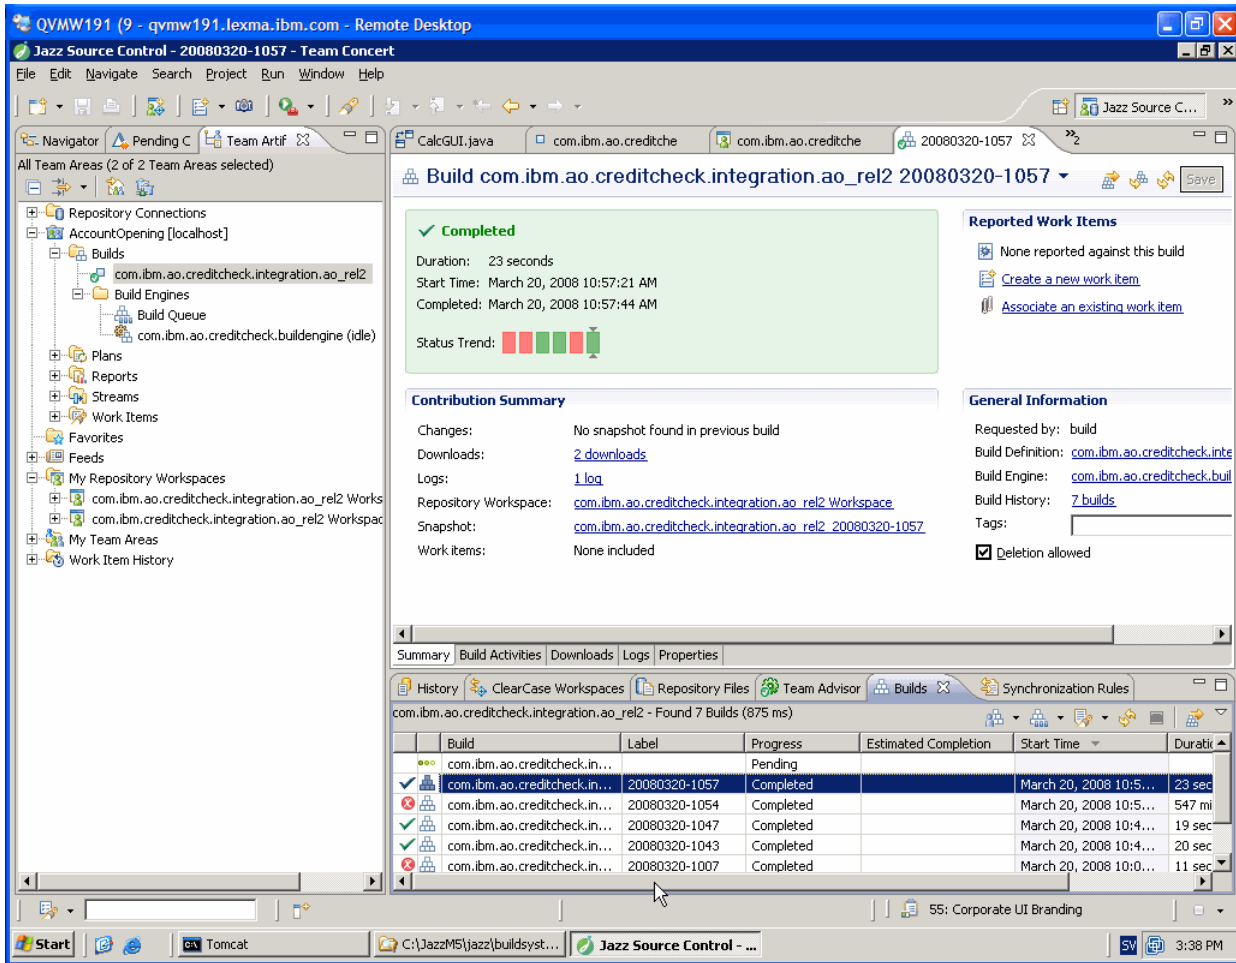 QVMW191 (9 - qvmw191.lexma.ibm.com - Remote Desktop
Jazz Source Control - 20080320-1057 - Team Concert
File Edit Navigate Search Project Run Window Help
Jazz Source C... »
Navigator Pending C Team Artif
All Team Areas (2 of 2 Team Areas selected)
Repository Connections
AccountOpening [localhost]
Builds
com.ibm.ao.creditcheck.integration.ao_rel2
Build Engines
Build Queue
com.ibm.ao.creditcheck.buildengine (idle)
Plans
Reports
Streams
Work Items
Favorites
Feeds
My Repository Workspaces
com.ibm.ao.creditcheck.integration.ao_rel2 Works
com.ibm.creditcheck.integration.ao_rel2 Workspac
My Team Areas
Work Item History
CalcGUI.java com.ibm.ao.creditche com.ibm.ao.creditche 20080320-1057 »2
Build com.ibm.ao.creditcheck.integration.ao_rel2 20080320-1057 Save
Completed
Duration: 23 seconds
Start Time: March 20, 2008 10:57:21 AM
Completed: March 20, 2008 10:57:44 AM
Status Trend:
Reported Work Items
None reported against this build
Create a new work item
Associate an existing work item
Contribution Summary
Changes: No snapshot found in previous build
Downloads: 2 downloads
Logs: 1 log
Repository Workspace: com.ibm.ao.creditcheck.integration.ao_rel2 Workspace
Snapshot: com.ibm.ao.creditcheck.integration.ao_rel2_20080320-1057
Work items: None included
General Information
Requested by: build
Build Definition: com.ibm.ao.creditcheck.inte
Build Engine: com.ibm.ao.creditcheck.buil
Build History: 7 builds
Tags:
Deletion allowed
Summary Build Activities Downloads Logs Properties
History ClearCase Workspaces Repository Files Team Advisor Builds Synchronization Rules
com.ibm.ao.creditcheck.integration.ao_rel2 - Found 7 Builds (875 ms)
Build Label Progress Estimated Completion Start Time Duratic
com.ibm.ao.creditcheck.in... Pending
com.ibm.ao.creditcheck.in... 20080320-1057 Completed March 20, 2008 10:5... 23 sec
com.ibm.ao.creditcheck.in... 20080320-1054 Completed March 20, 2008 10:5... 547 mi
com.ibm.ao.creditcheck.in... 20080320-1047 Completed March 20, 2008 10:4... 19 sec
com.ibm.ao.creditcheck.in... 20080320-1043 Completed March 20, 2008 10:4... 20 sec
com.ibm.ao.creditcheck.in... 20080320-1007 Completed March 20, 2008 10:0... 11 sec
55: Corporate UI Branding
Start Tomcat C:\JazzM5\jazz\buildsyst... Jazz Source Control - ... SV 3:38 PM